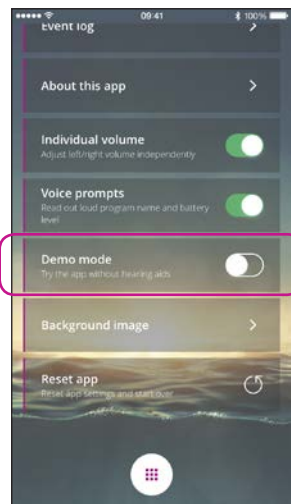 09:41
100%
Event log
About this app
Individual volume
Adjust left/right volume independently
Voice prompts
Read out loud program name and battery
level
Demo mode
Try the app without hearing aids
Background image
Reset app
Reset app settings and start over